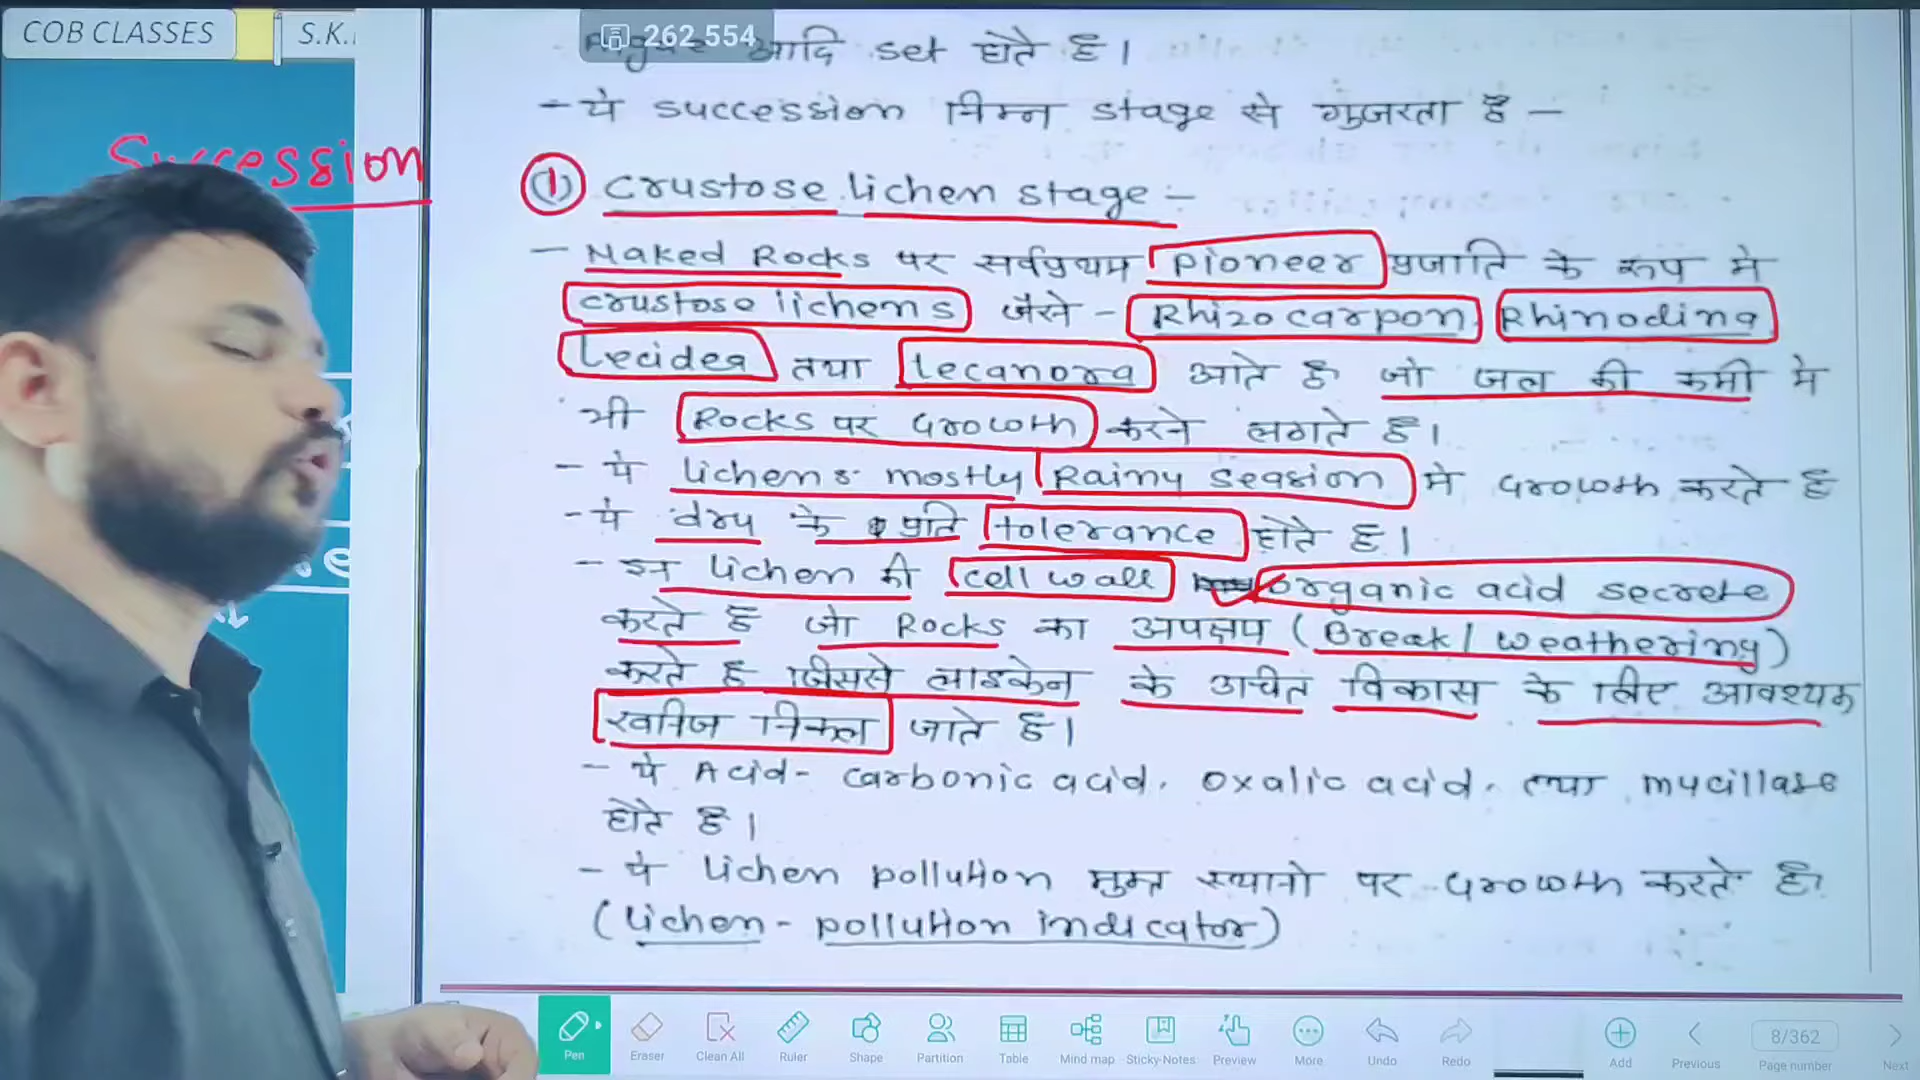 COB CLASSES
S.K.
262,554
आदि set होते है।
Succession
- ये succession निम्न stage से गुजरता है -
① Crustose lichen stage :-
- Naked Rocks पर सर्वप्रथम pioneer प्रजाति के रूप मे
crustose lichens जैसे - Rhizocarpon, Rhinodina
Lecidea तथा Lecanora आते है जो जल की कमी मे
भी Rocks पर Growth करने लगते है।
- ये lichens mostly Rainy Seasion मे Growth करते है
- ये dry के प्रति tolerance होते है।
- इन lichen की cell wall organic acid secrete
करते है जो Rocks का अपक्षय (Break/weathering)
करते है जिससे लाइकेन के उचित विकास के लिए आवश्यक
खनिज निकल जाते है।
- ये Acid- carbonic acid, oxalic acid, तथा mucillase
होते है।
- ये lichen pollution मुक्त स्थानो पर Growth करते है।
(lichen - pollution indicator)
Pen
Eraser
Clean All
Ruler
Shape
Partition
Table
Mind map
Sticky-Notes
Preview
More
Undo
Redo
Add
Previous
8/362
Page number
Next